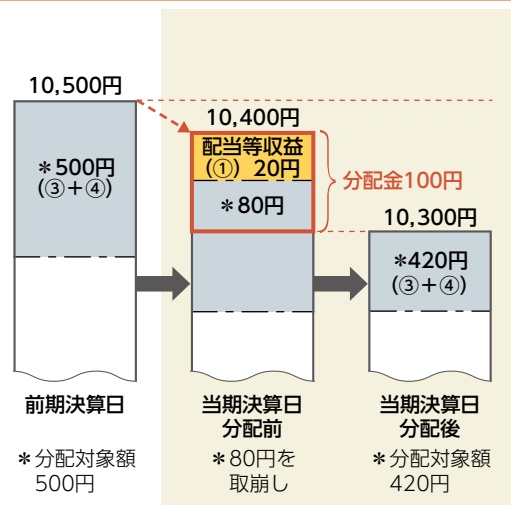 10,500円
＊500円
(③＋④)
前期決算日
＊分配対象額
500円
10,400円
配当等収益
(①) 20円
＊80円
分配金100円
当期決算日
分配前
＊80円を
取崩し
10,300円
＊420円
(③＋④)
当期決算日
分配後
＊分配対象額
420円